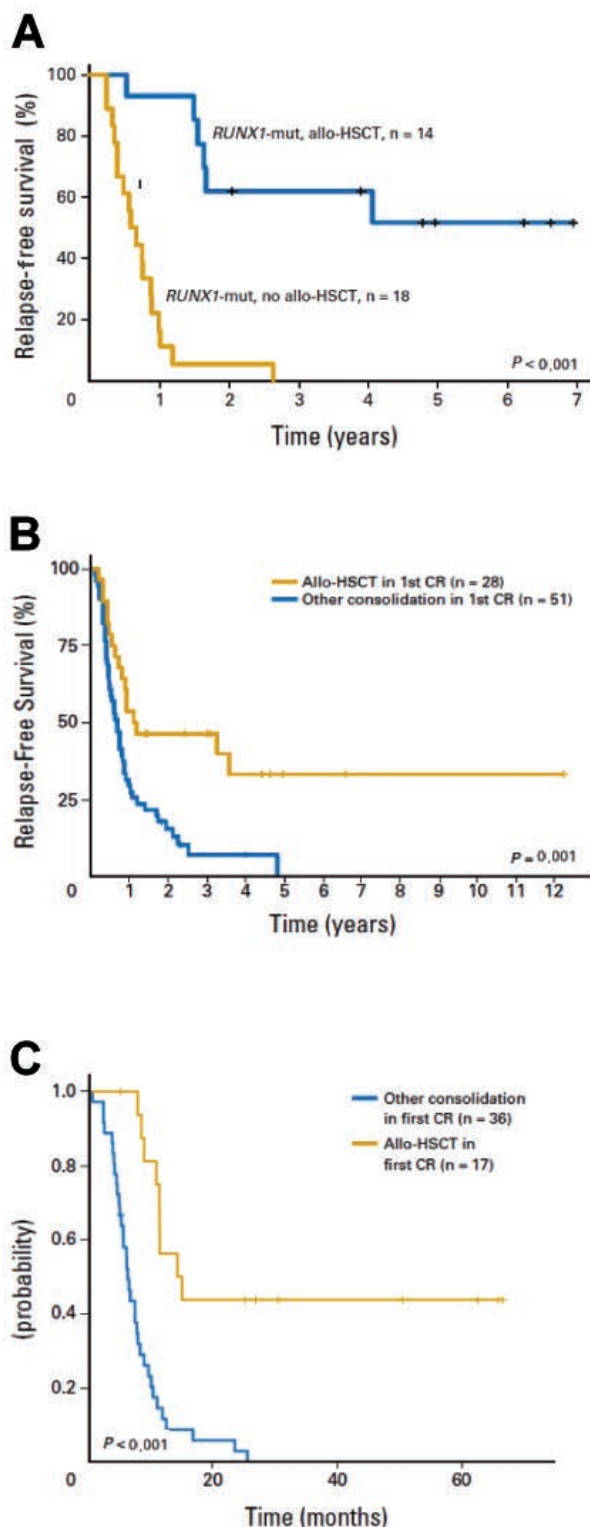 A
Relapse-free survival (%)
100
80
60
40
20
0
RUNX1-mut, allo-HSCT, n = 14
RUNX1-mut, no allo-HSCT, n = 18
P < 0,001
1 2 3 4 5 6 7
Time (years)
B
Relapse-Free Survival (%)
100
75
50
25
0
Allo-HSCT in 1st CR (n = 28)
Other consolidation in 1st CR (n = 51)
P = 0,001
1 2 3 4 5 6 7 8 9 10 11 12
Time (years)
C
(probability)
1.0
0.8
0.6
0.4
0.2
0
Other consolidation
in first CR (n = 36)
Allo-HSCT in
first CR (n = 17)
P < 0,001
20 40 60
Time (months)